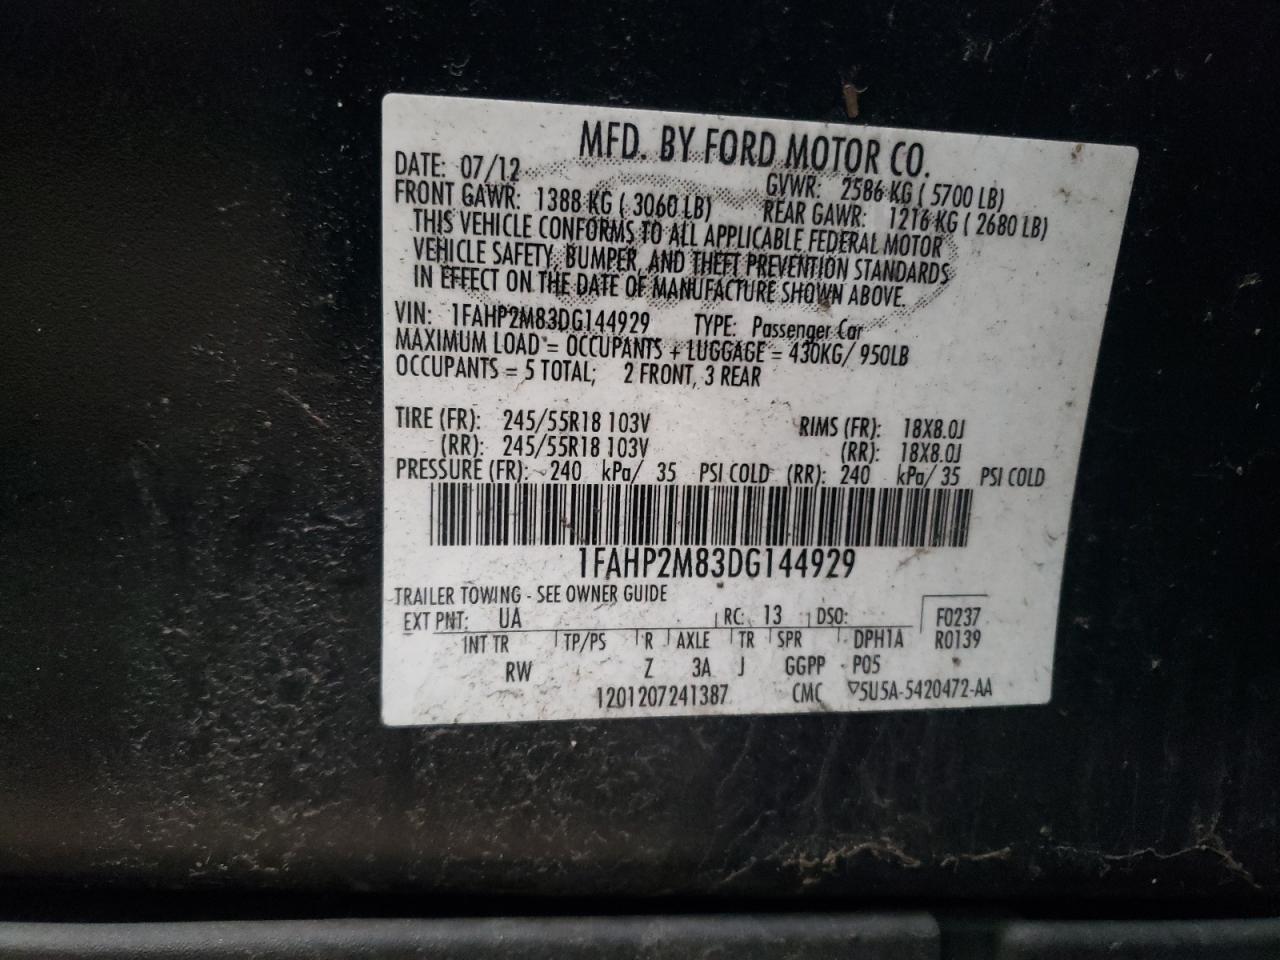 MFD. BY FORD MOTOR CO.
DATE: 07/12 GVWR: 2586 KG ( 5700 LB)
FRONT GAWR: 1388 KG ( 3060 LB) REAR GAWR: 1216 KG ( 2680 LB)
THIS VEHICLE CONFORMS TO ALL APPLICABLE FEDERAL MOTOR
VEHICLE SAFETY, BUMPER, AND THEFT PREVENTION STANDARDS
IN EFFECT ON THE DATE OF MANUFACTURE SHOWN ABOVE.
VIN: 1FAHP2M83DG144929 TYPE: Passenger Car
MAXIMUM LOAD = OCCUPANTS + LUGGAGE = 430KG/ 950LB
OCCUPANTS = 5 TOTAL; 2 FRONT, 3 REAR
TIRE (FR): 245/55R18 103V RIMS (FR): 18X8.0J
(RR): 245/55R18 103V (RR): 18X8.0J
PRESSURE (FR): 240 kPa/ 35 PSI COLD (RR): 240 kPa/ 35 PSI COLD
1FAHP2M83DG144929
TRAILER TOWING - SEE OWNER GUIDE
EXT PNT: UA RC: 13 DSO: F0237
INT TR TP/PS R AXLE TR SPR DPH1A R0139
RW Z 3A J GGPP P05
1201207241387 CMC ▽5U5A-5420472-AA